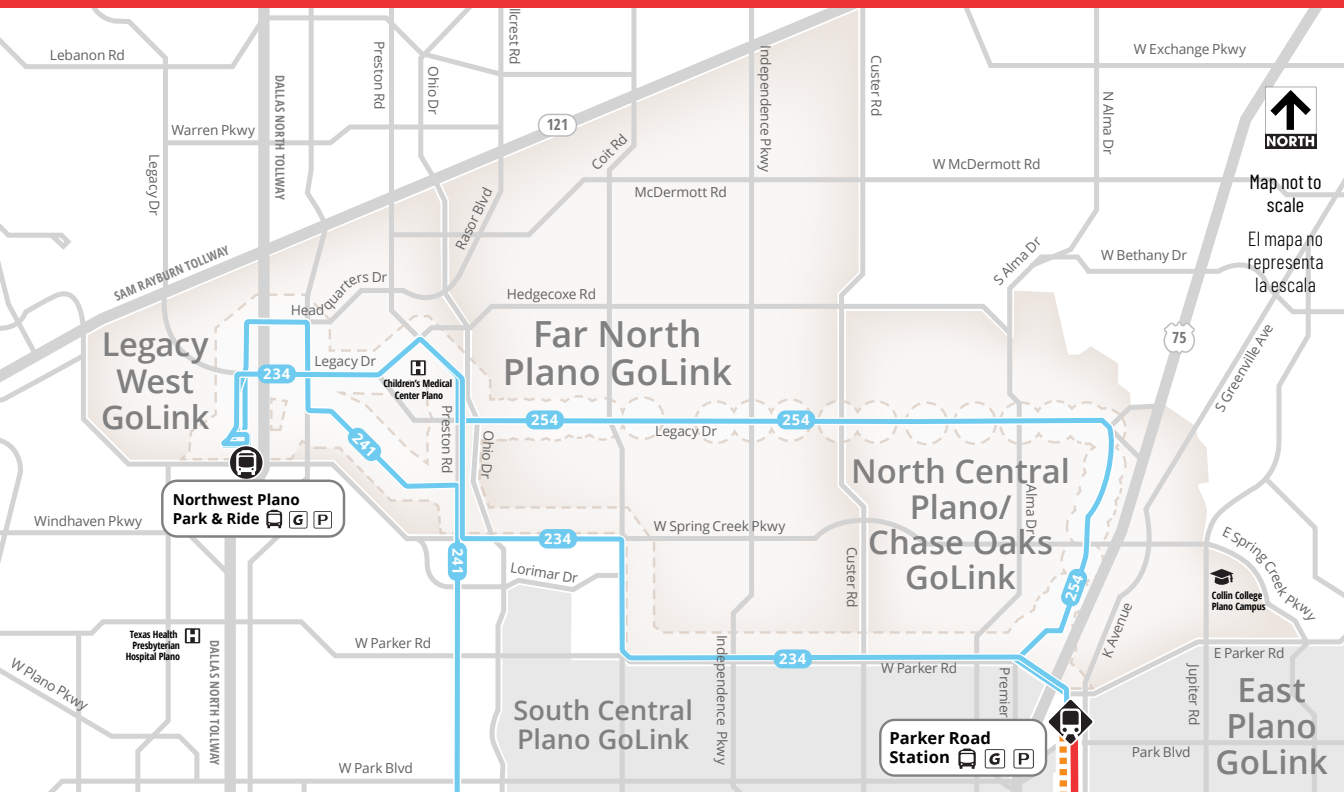 Lebanon Rd
Warren Pkwy
Legacy Dr
DALLAS NORTH TOLLWAY
Preston Rd
Ohio Dr
llcrest Rd
121
Coit Rd
Independence Pkwy
Custer Rd
W Exchange Pkwy
N Alma Dr
W McDermott Rd
McDermott Rd
NORTH
Map not to
scale
El mapa no
representa
la escala
Rasor Blvd
SAM RAYBURN TOLLWAY
Headquarters Dr
Hedgecoxe Rd
S Alma Dr
W Bethany Dr
75
S Greenville Ave
Legacy
West
GoLink
Far North
Plano GoLink
234
Legacy Dr
H
Children's Medical
Center Plano
254
254
Legacy Dr
241
Preston Rd
Ohio Dr
North Central
Plano/
Chase Oaks
GoLink
Alma Dr
Northwest Plano
Park & Ride G P
Windhaven Pkwy
W Spring Creek Pkwy
234
241
Lorimar Dr
Custer Rd
254
E Spring Creek Pkwy
Collin College
Plano Campus
K Avenue
Texas Health
Presbyterian
Hospital Plano
H
W Parker Rd
DALLAS NORTH TOLLWAY
W Plano Pkwy
Independence Pkwy
234
W Parker Rd
Premier
E Parker Rd
Jupiter Rd
South Central
Plano GoLink
East
Plano
GoLink
Parker Road
Station G P
Park Blvd
W Park Blvd